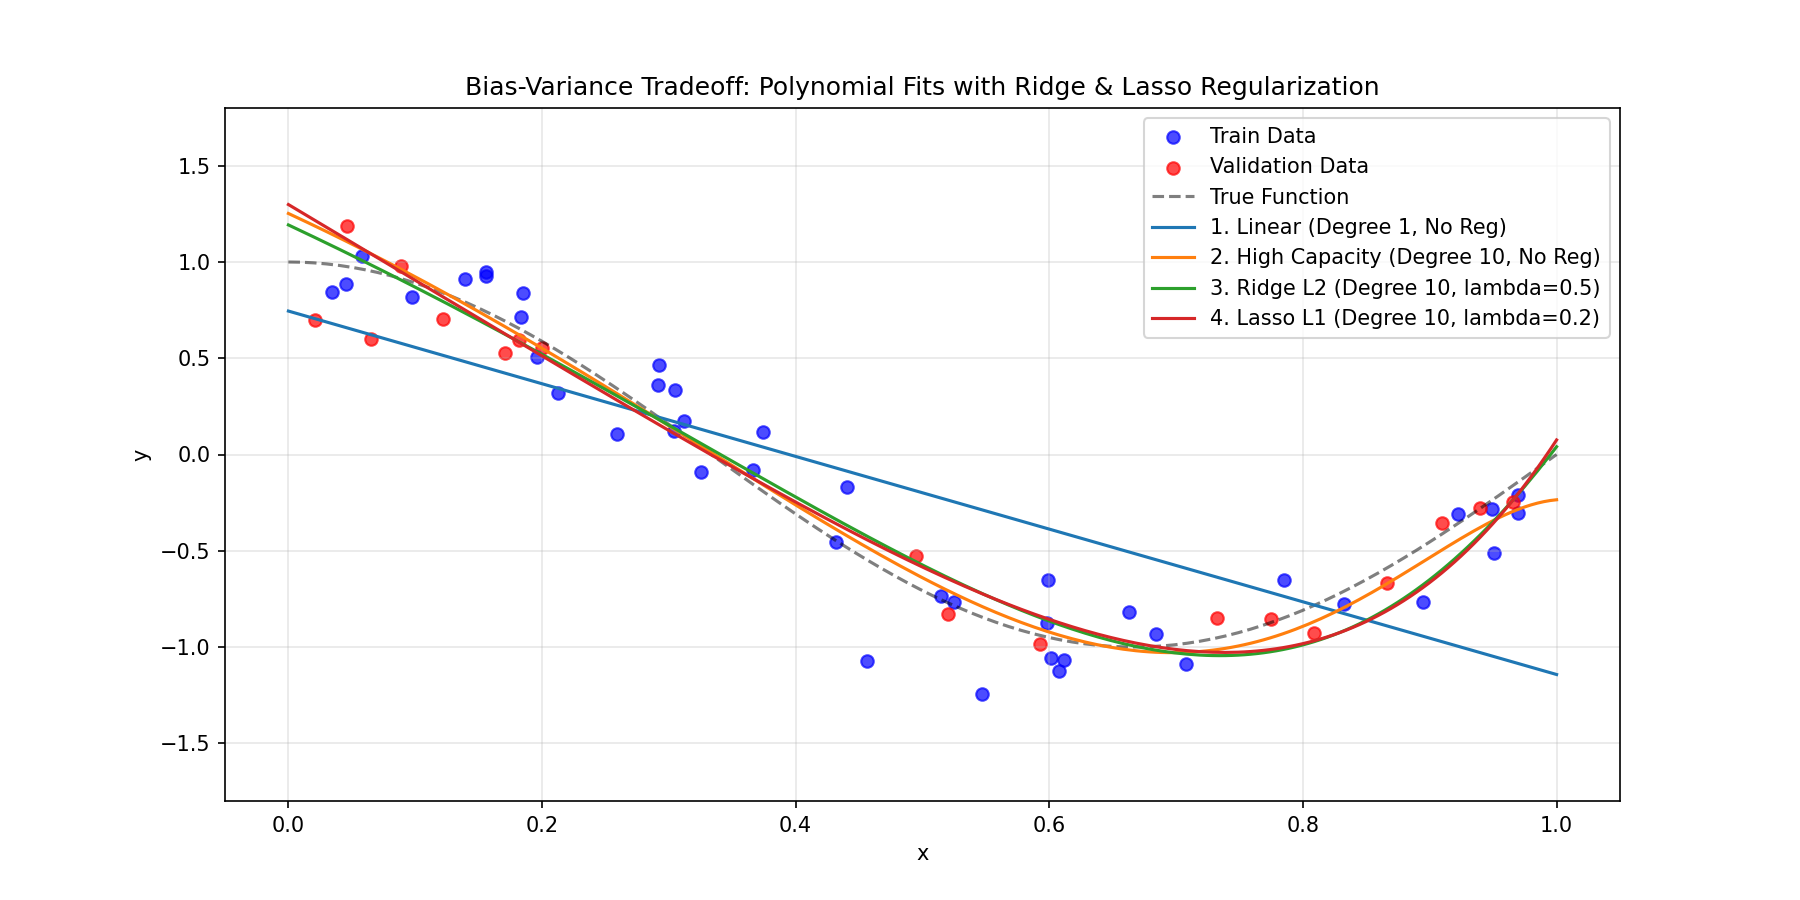 Bias-Variance Tradeoff: Polynomial Fits with Ridge & Lasso Regularization
Train Data
Validation Data
True Function
1. Linear (Degree 1, No Reg)
2. High Capacity (Degree 10, No Reg)
3. Ridge L2 (Degree 10, lambda=0.5)
4. Lasso L1 (Degree 10, lambda=0.2)
1.5
1.0
0.5
0.0
−0.5
−1.0
−1.5
y
0.0 0.2 0.4 0.6 0.8 1.0
x